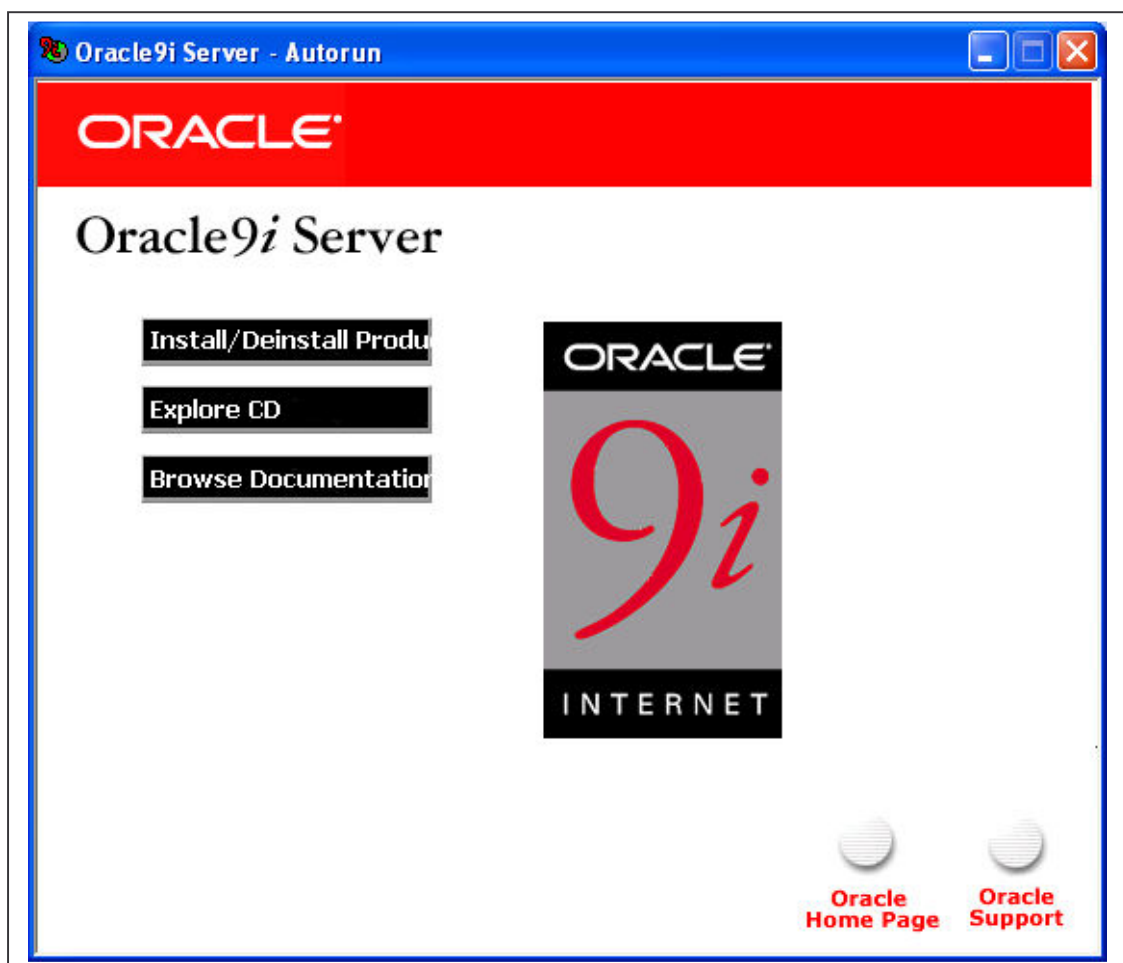 Oracle9i Server - Autorun
ORACLE
Oracle9i Server
Install/Deinstall Produ
Explore CD
Browse Documentation
ORACLE
9i
INTERNET
Oracle
Home Page
Oracle
Support